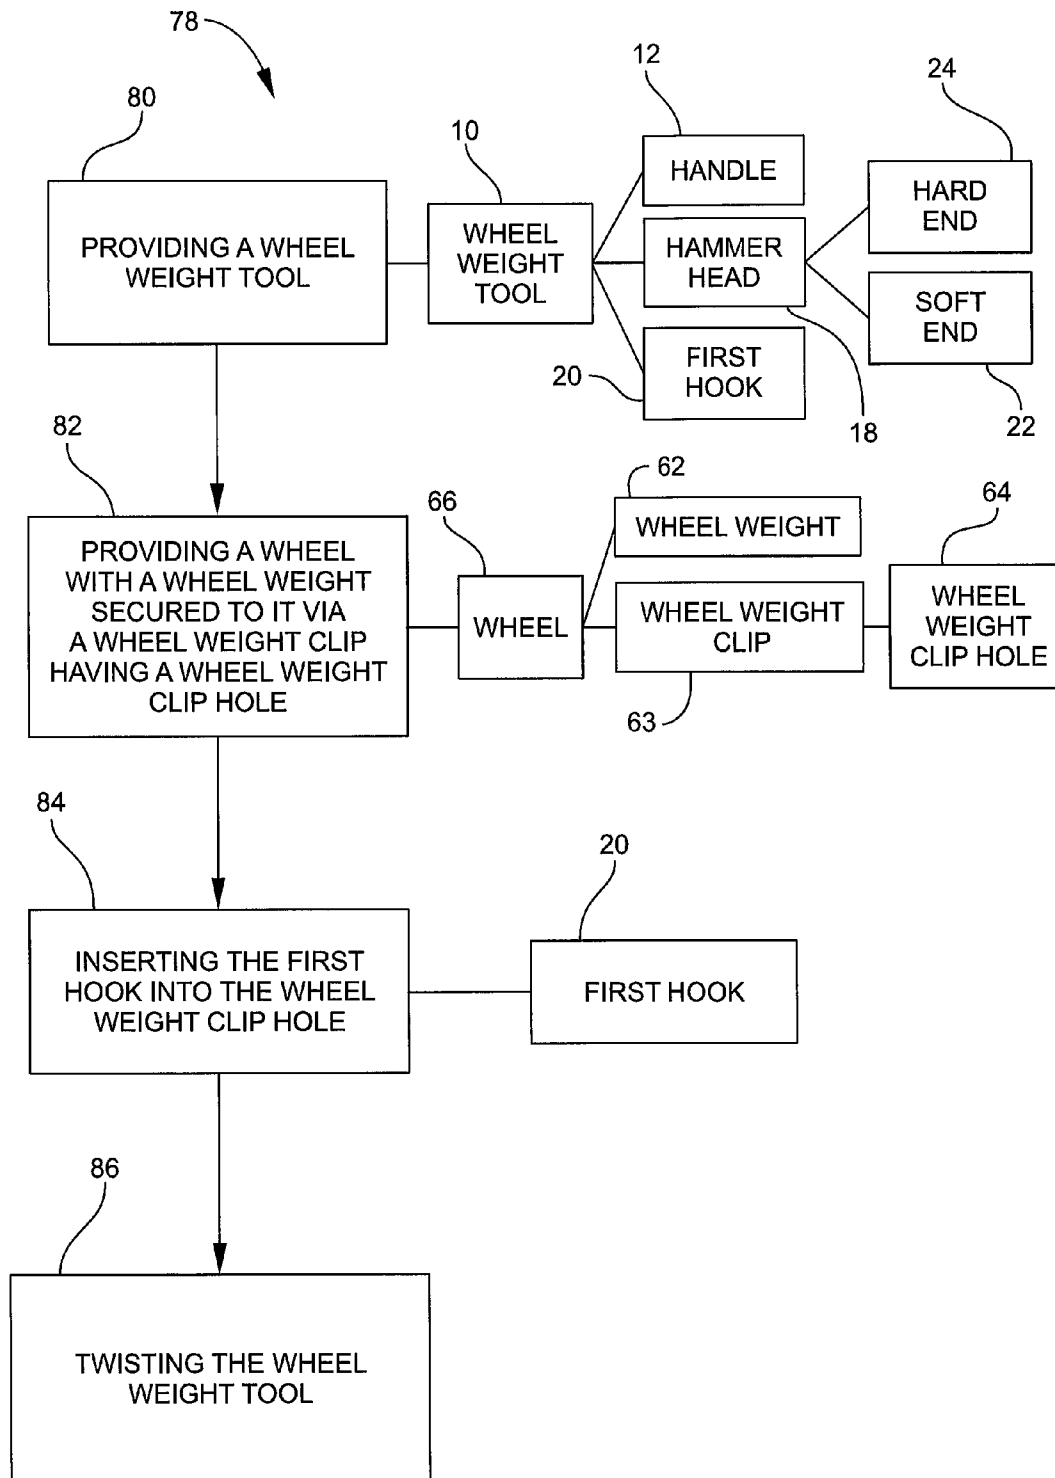 78
80
PROVIDING A WHEEL
WEIGHT TOOL
10
WHEEL
WEIGHT
TOOL
12
HANDLE
HAMMER
HEAD
18
FIRST
HOOK
20
24
HARD
END
SOFT
END
22
82
PROVIDING A WHEEL
WITH A WHEEL WEIGHT
SECURED TO IT VIA
A WHEEL WEIGHT CLIP
HAVING A WHEEL WEIGHT
CLIP HOLE
66
WHEEL
62
WHEEL WEIGHT
WHEEL WEIGHT
CLIP
63
64
WHEEL
WEIGHT
CLIP HOLE
84
INSERTING THE FIRST
HOOK INTO THE WHEEL
WEIGHT CLIP HOLE
20
FIRST HOOK
86
TWISTING THE WHEEL
WEIGHT TOOL